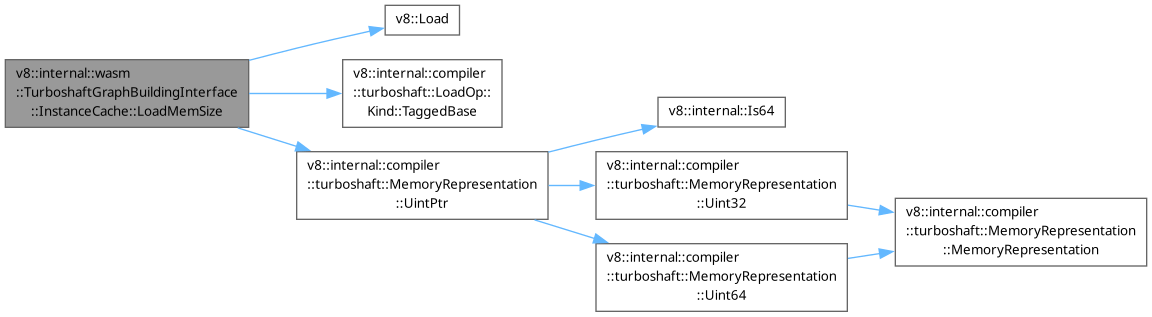 v8::Load
v8::internal::wasm
::TurboshaftGraphBuildingInterface
::InstanceCache::LoadMemSize
v8::internal::compiler
::turboshaft::LoadOp::
Kind::TaggedBase
v8::internal::Is64
v8::internal::compiler
::turboshaft::MemoryRepresentation
::UintPtr
v8::internal::compiler
::turboshaft::MemoryRepresentation
::Uint32
v8::internal::compiler
::turboshaft::MemoryRepresentation
::MemoryRepresentation
v8::internal::compiler
::turboshaft::MemoryRepresentation
::Uint64